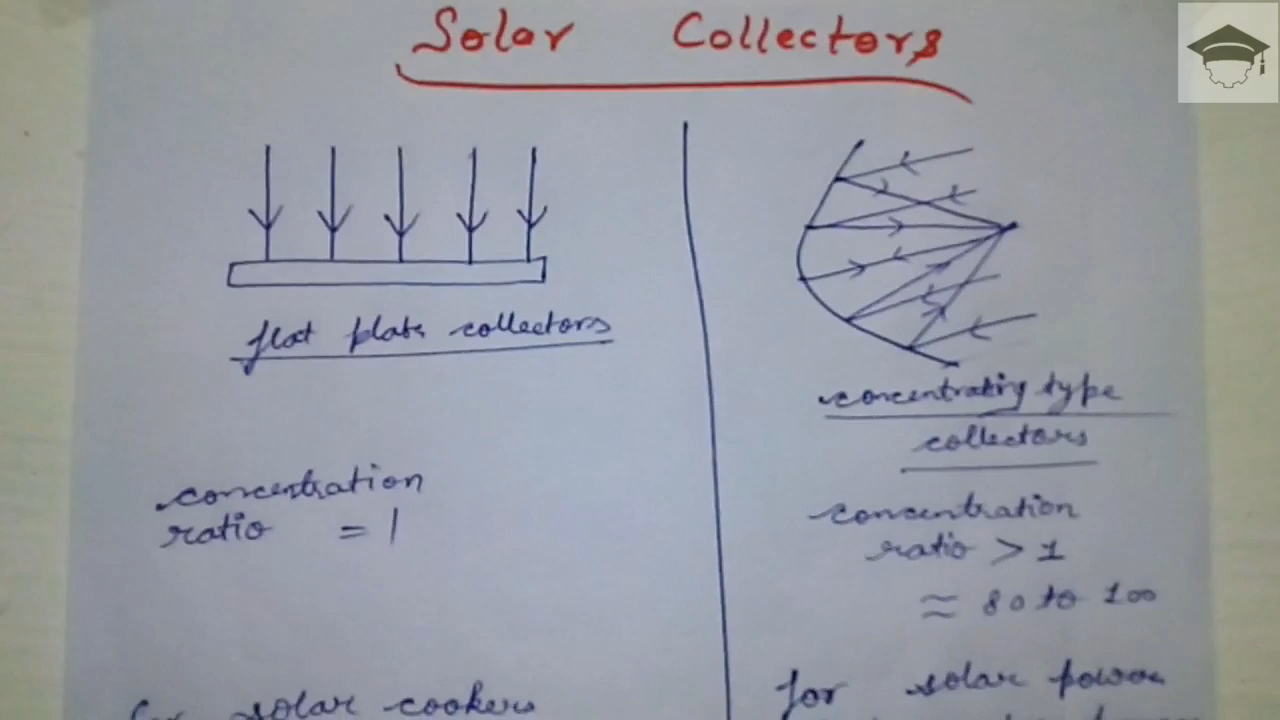 Solar Collectors
flat plate collectors
concentration
ratio = 1
for solar cookers
concentrating type
collectors
concentration
ratio > 1
≈ 80 to 100
for solar power